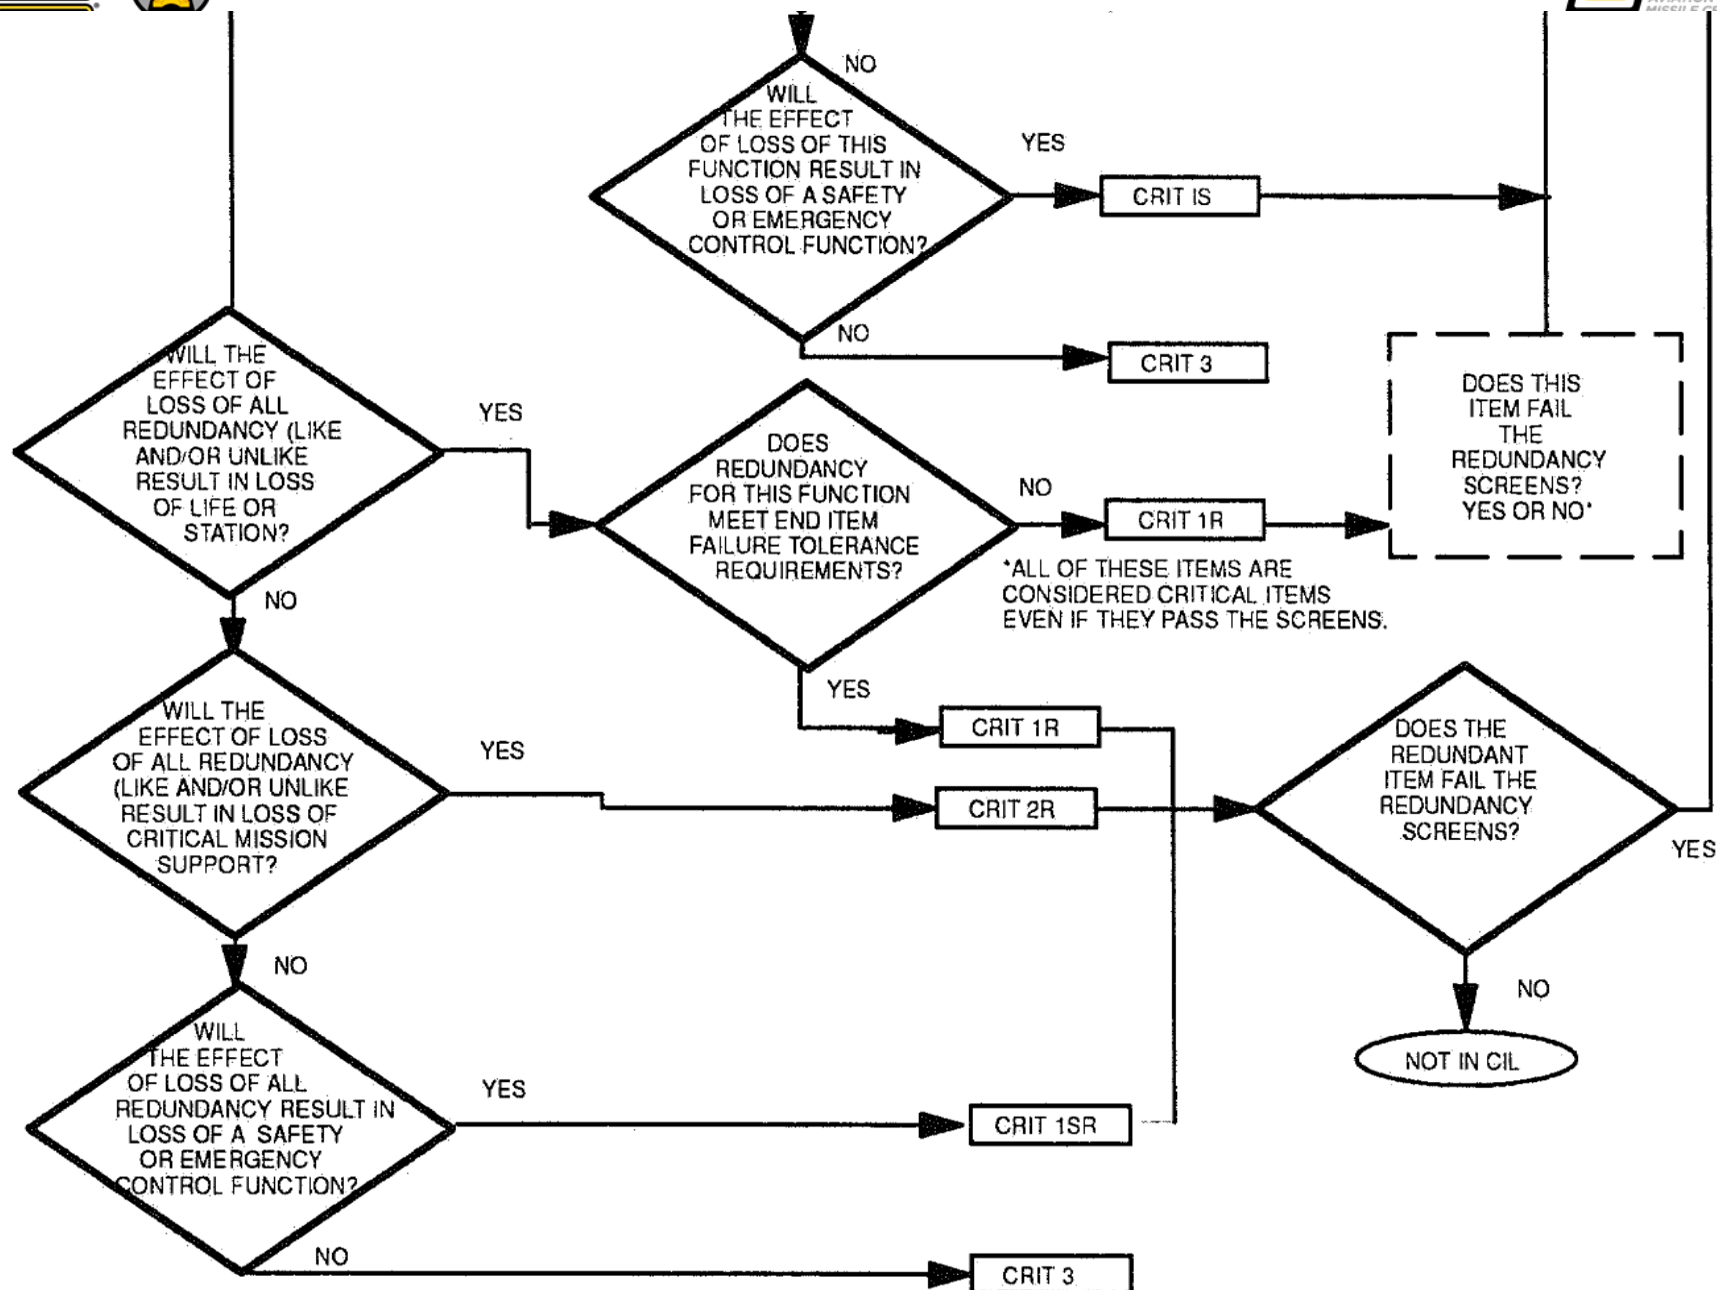 NO
WILL
THE EFFECT
OF LOSS OF THIS
FUNCTION RESULT IN
LOSS OF A SAFETY
OR EMERGENCY
CONTROL FUNCTION?
YES
CRIT IS
NO
CRIT 3
WILL THE
EFFECT OF
LOSS OF ALL
REDUNDANCY (LIKE
AND/OR UNLIKE
RESULT IN LOSS
OF LIFE OR
STATION?
YES
DOES
REDUNDANCY
FOR THIS FUNCTION
MEET END ITEM
FAILURE TOLERANCE
REQUIREMENTS?
NO
CRIT 1R
DOES THIS
ITEM FAIL
THE
REDUNDANCY
SCREENS?
YES OR NO*
*ALL OF THESE ITEMS ARE
CONSIDERED CRITICAL ITEMS
EVEN IF THEY PASS THE SCREENS.
NO
YES
CRIT 1R
WILL THE
EFFECT OF LOSS
OF ALL REDUNDANCY
(LIKE AND/OR UNLIKE
RESULT IN LOSS OF
CRITICAL MISSION
SUPPORT?
YES
CRIT 2R
DOES THE
REDUNDANT
ITEM FAIL THE
REDUNDANCY
SCREENS?
YES
NO
NOT IN CIL
NO
WILL
THE EFFECT
OF LOSS OF ALL
REDUNDANCY RESULT IN
LOSS OF A SAFETY
OR EMERGENCY
CONTROL FUNCTION?
YES
CRIT 1SR
NO
CRIT 3